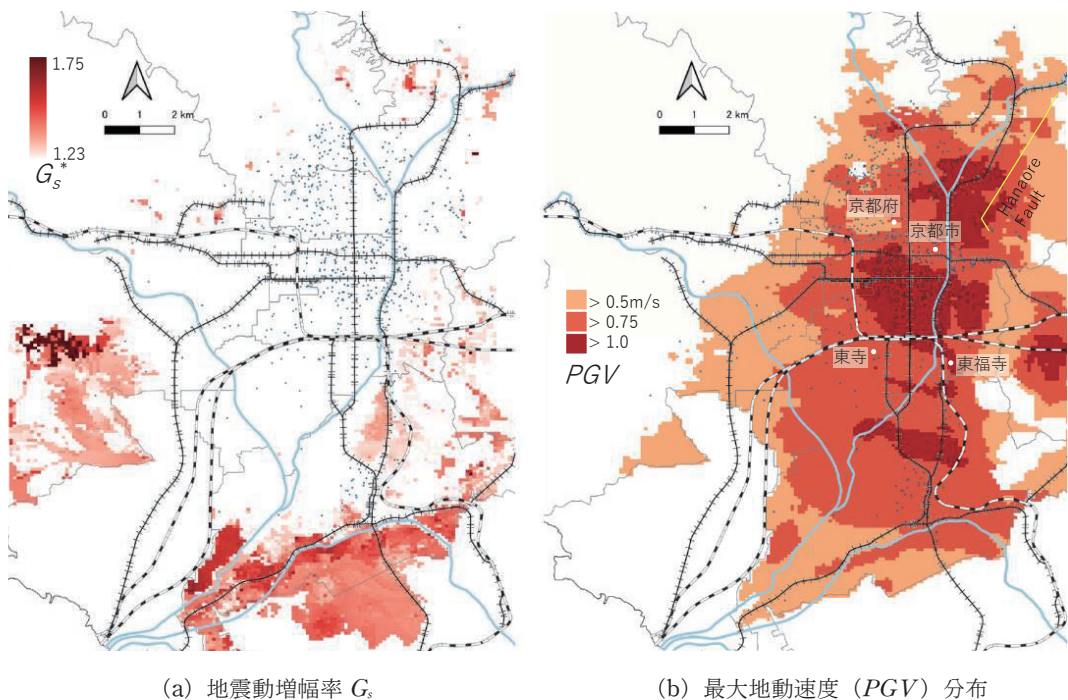 1.75
1.23
G_s^*
0 1 2 km
0 1 2 km
Hanaore
Fault
京都府
京都市
> 0.5m/s
> 0.75
> 1.0
PGV
東寺
東福寺
(a) 地震動増幅率 G_s
(b) 最大地動速度（PGV）分布